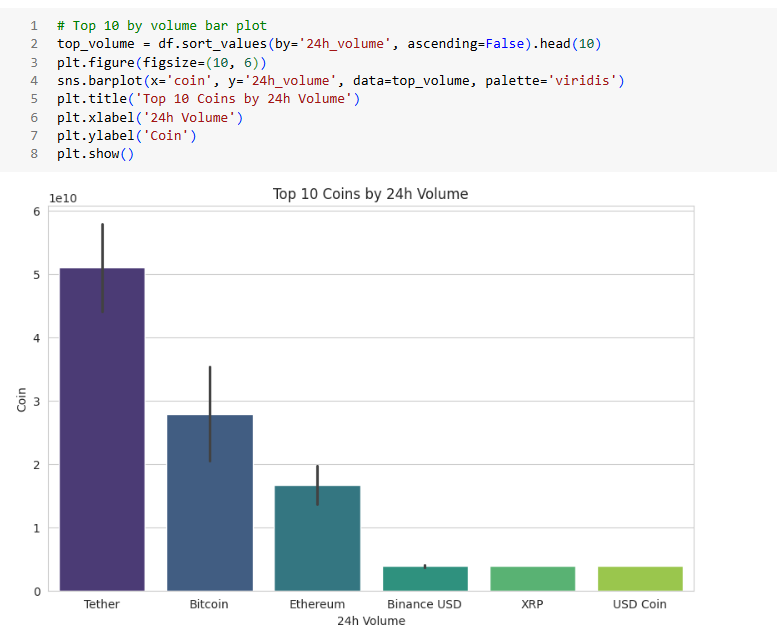 1 # Top 10 by volume bar plot
2 top_volume = df.sort_values(by='24h_volume', ascending=False).head(10)
3 plt.figure(figsize=(10, 6))
4 sns.barplot(x='coin', y='24h_volume', data=top_volume, palette='viridis')
5 plt.title('Top 10 Coins by 24h Volume')
6 plt.xlabel('24h Volume')
7 plt.ylabel('Coin')
8 plt.show()
Top 10 Coins by 24h Volume
1e10
6
5
4
3
2
1
0
Coin
Tether Bitcoin Ethereum Binance USD XRP USD Coin
24h Volume